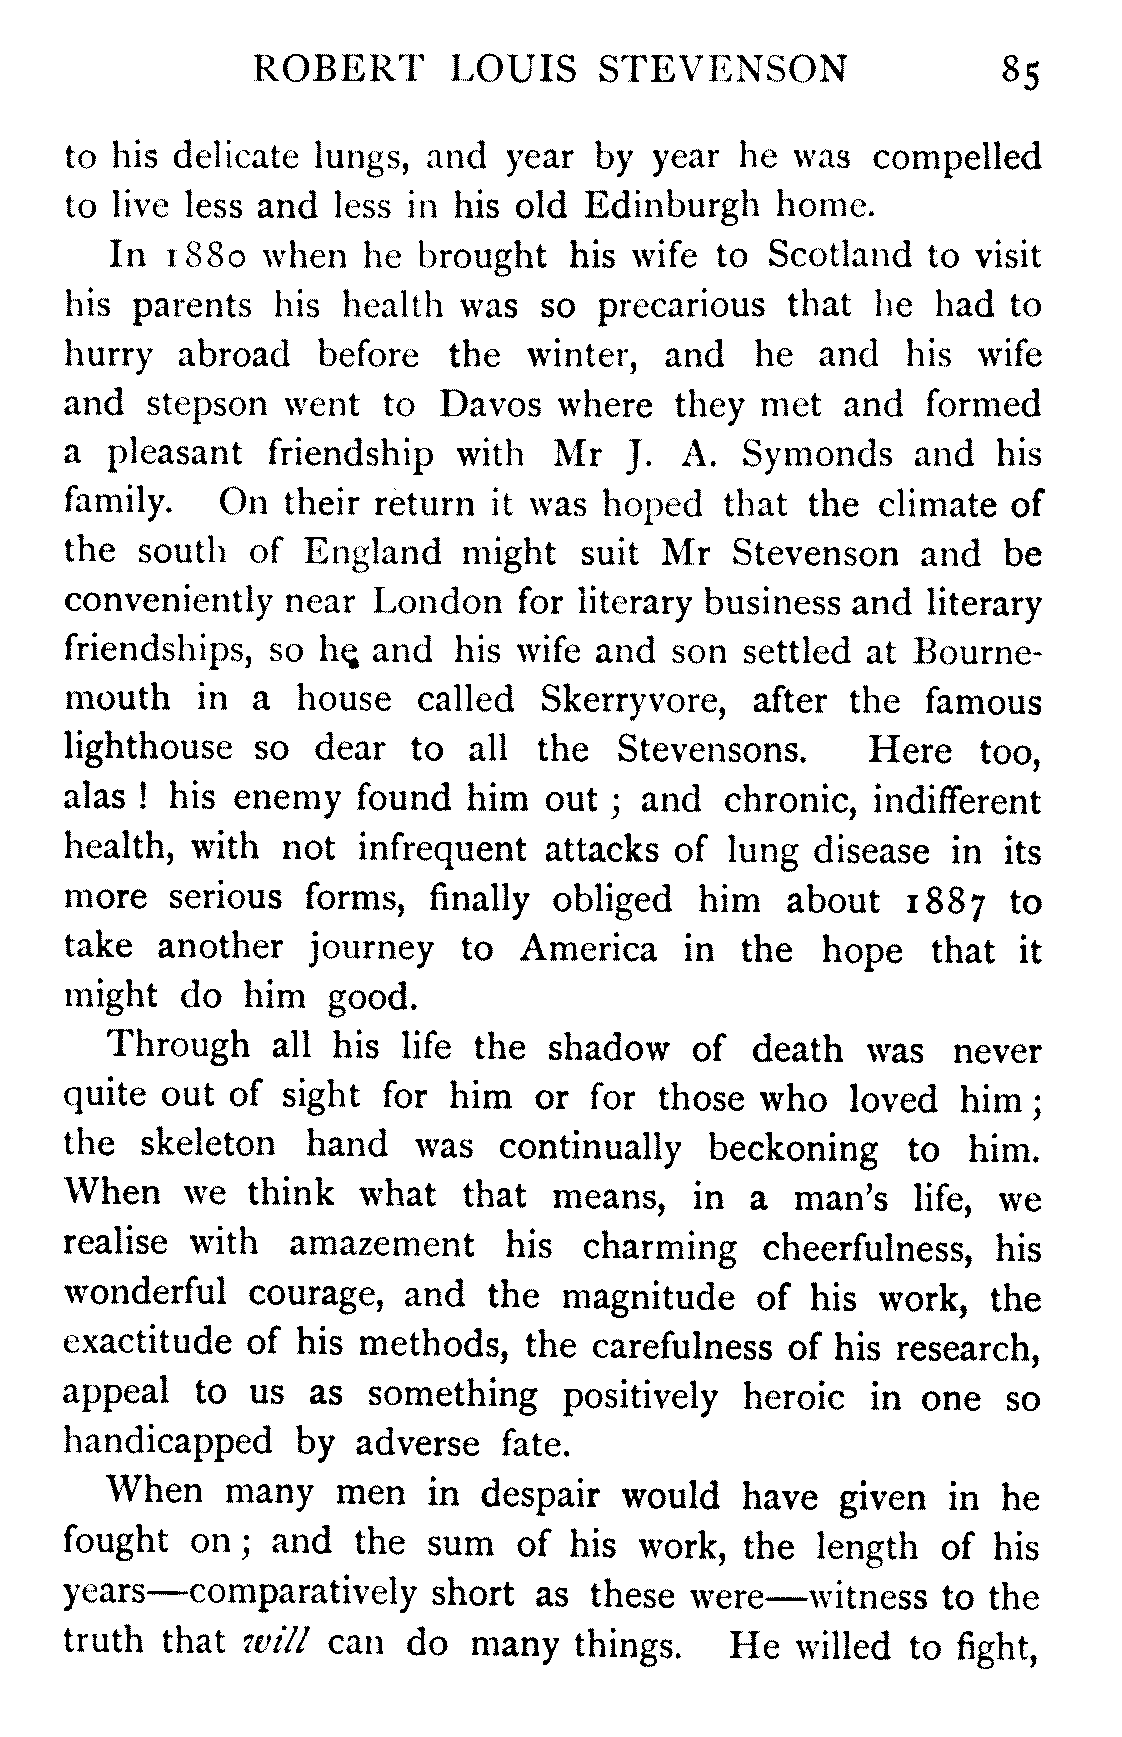 ROBERT LOUIS STEVENSON 85
to his delicate lungs, and year by year he was compelled
to live less and less in his old Edinburgh home.
In 1880 when he brought his wife to Scotland to visit
his parents his health was so precarious that he had to
hurry abroad before the winter, and he and his wife
and stepson went to Davos where they met and formed
a pleasant friendship with Mr J. A. Symonds and his
family. On their return it was hoped that the climate of
the south of England might suit Mr Stevenson and be
conveniently near London for literary business and literary
friendships, so he and his wife and son settled at Bourne-
mouth in a house called Skerryvore, after the famous
lighthouse so dear to all the Stevensons. Here too,
alas ! his enemy found him out ; and chronic, indifferent
health, with not infrequent attacks of lung disease in its
more serious forms, finally obliged him about 1887 to
take another journey to America in the hope that it
might do him good.
Through all his life the shadow of death was never
quite out of sight for him or for those who loved him ;
the skeleton hand was continually beckoning to him.
When we think what that means, in a man's life, we
realise with amazement his charming cheerfulness, his
wonderful courage, and the magnitude of his work, the
exactitude of his methods, the carefulness of his research,
appeal to us as something positively heroic in one so
handicapped by adverse fate.
When many men in despair would have given in he
fought on ; and the sum of his work, the length of his
years—comparatively short as these were—witness to the
truth that will can do many things. He willed to fight,